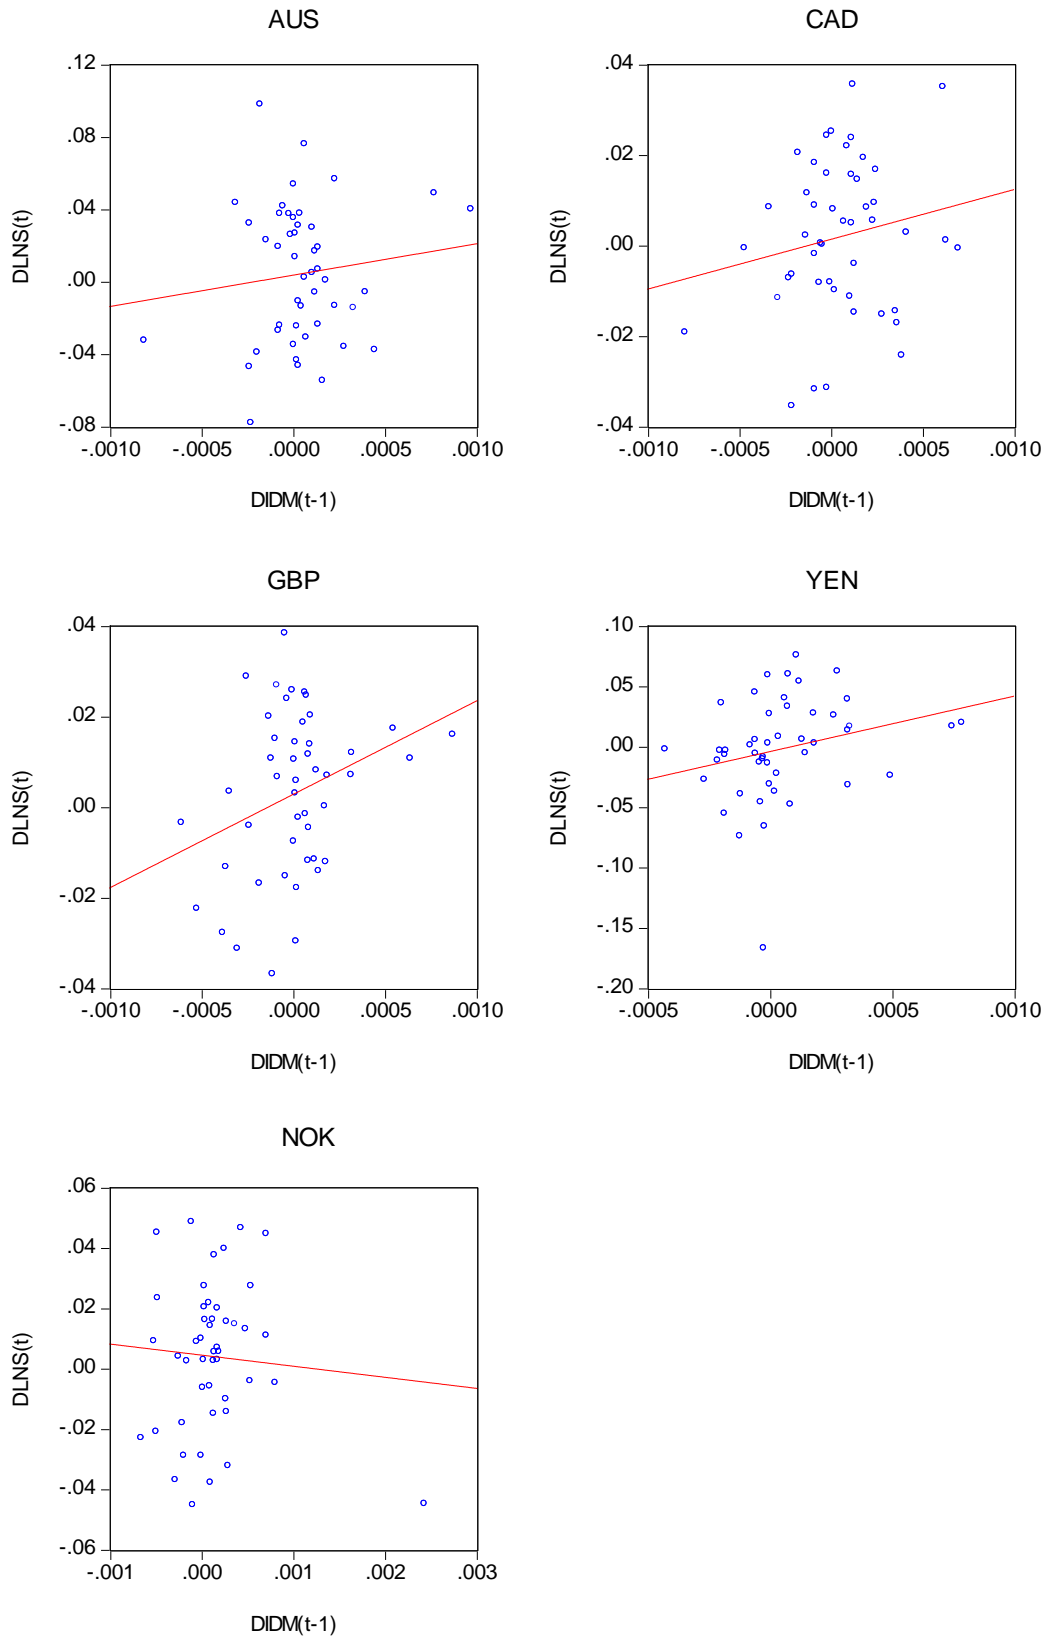 AUS
.12
.08
.04
.00
-.04
-.08
-.0010 -.0005 .0000 .0005 .0010
DLNS(t)
DIDM(t-1)
CAD
.04
.02
.00
-.02
-.04
-.0010 -.0005 .0000 .0005 .0010
DLNS(t)
DIDM(t-1)
GBP
.04
.02
.00
-.02
-.04
-.0010 -.0005 .0000 .0005 .0010
DLNS(t)
DIDM(t-1)
YEN
.10
.05
.00
-.05
-.10
-.15
-.20
-.0005 .0000 .0005 .0010
DLNS(t)
DIDM(t-1)
NOK
.06
.04
.02
.00
-.02
-.04
-.06
-.001 .000 .001 .002 .003
DLNS(t)
DIDM(t-1)